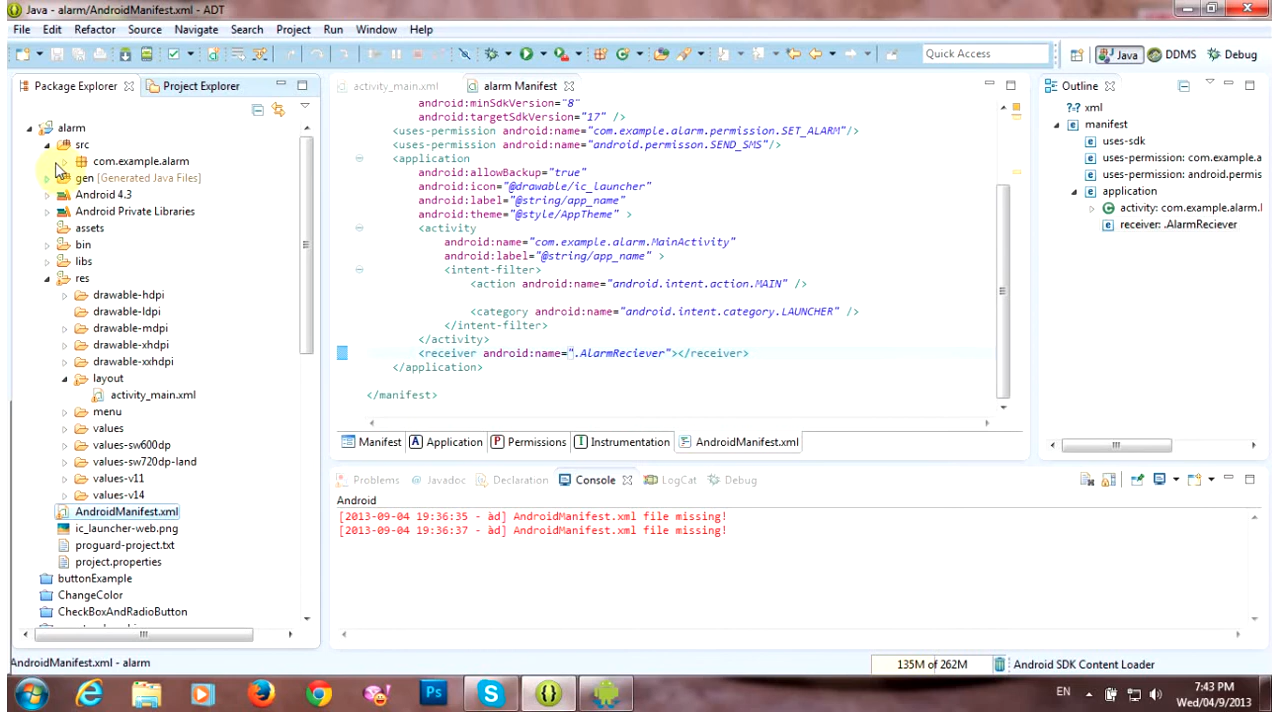 Java - alarm/AndroidManifest.xml - ADT
File Edit Refactor Source Navigate Search Project Run Window Help
Quick Access
Java DDMS Debug
Package Explorer Project Explorer
alarm
src
com.example.alarm
gen [Generated Java Files]
Android 4.3
Android Private Libraries
assets
bin
libs
res
drawable-hdpi
drawable-ldpi
drawable-mdpi
drawable-xhdpi
drawable-xxhdpi
layout
activity_main.xml
menu
values
values-sw600dp
values-sw720dp-land
values-v11
values-v14
AndroidManifest.xml
ic_launcher-web.png
proguard-project.txt
project.properties
buttonExample
ChangeColor
CheckBoxAndRadioButton
activity_main.xml alarm Manifest
android:minSdkVersion="8"
android:targetSdkVersion="17" />
<uses-permission android:name="com.example.alarm.permission.SET_ALARM"/>
<uses-permission android:name="android.permisson.SEND_SMS"/>
<application
android:allowBackup="true"
android:icon="@drawable/ic_launcher"
android:label="@string/app_name"
android:theme="@style/AppTheme" >
<activity
android:name="com.example.alarm.MainActivity"
android:label="@string/app_name" >
<intent-filter>
<action android:name="android.intent.action.MAIN" />
<category android:name="android.intent.category.LAUNCHER" />
</intent-filter>
</activity>
<receiver android:name=".AlarmReciever"></receiver>
</application>
</manifest>
Manifest Application Permissions Instrumentation AndroidManifest.xml
Outline
xml
manifest
uses-sdk
uses-permission: com.example.a
uses-permission: android.permis
application
activity: com.example.alarm.
receiver: .AlarmReciever
Problems Javadoc Declaration Console LogCat Debug
Android
[2013-09-04 19:36:35 - àd] AndroidManifest.xml file missing!
[2013-09-04 19:36:37 - àd] AndroidManifest.xml file missing!
AndroidManifest.xml - alarm
135M of 262M
Android SDK Content Loader
Ps
EN
7:43 PM
Wed/04/9/2013